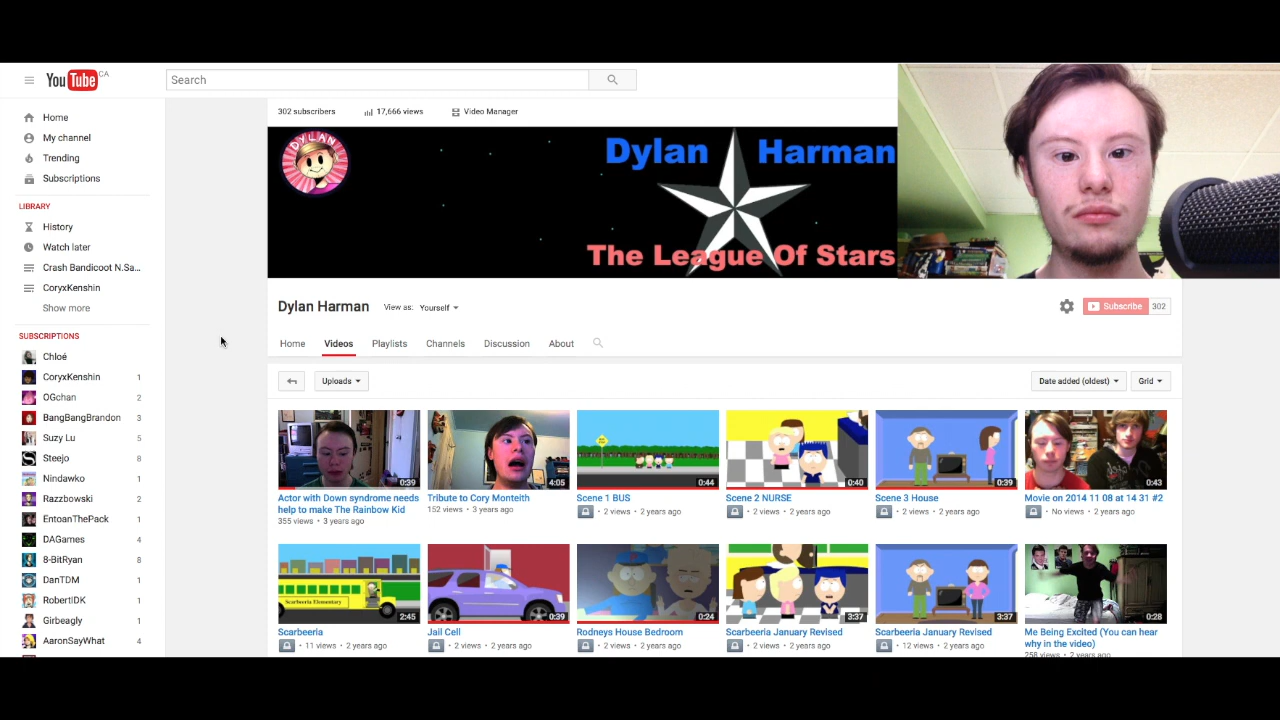 YouTube CA
Search
302 subscribers
17,666 views
Video Manager
Home
My channel
Trending
Subscriptions
LIBRARY
History
Watch later
Crash Bandicoot N.Sa...
CoryxKenshin
Show more
SUBSCRIPTIONS
Chloé
CoryxKenshin 1
OGchan 2
BangBangBrandon 3
Suzy Lu 5
Steejo 8
Nindawko 1
Razzbowski 2
EntoanThePack 1
DAGames 4
8-BitRyan 8
DanTDM 1
RobertIDK 1
Girbeagly 1
AaronSayWhat 4
DYLAN
Dylan Harman
The League Of Stars
Dylan Harman
View as: Yourself
Subscribe 302
Home Videos Playlists Channels Discussion About
Uploads
Date added (oldest)
Grid
0:39
Actor with Down syndrome needs
help to make The Rainbow Kid
355 views • 3 years ago
4:05
Tribute to Cory Monteith
152 views • 3 years ago
0:44
Scene 1 BUS
2 views • 2 years ago
0:40
Scene 2 NURSE
2 views • 2 years ago
0:39
Scene 3 House
2 views • 2 years ago
0:43
Movie on 2014 11 08 at 14 31 #2
No views • 2 years ago
Scarbeeria Elementary
2:45
Scarbeeria
11 views • 2 years ago
0:39
Jail Cell
2 views • 2 years ago
0:24
Rodneys House Bedroom
2 views • 2 years ago
3:37
Scarbeeria January Revised
2 views • 2 years ago
3:37
Scarbeeria January Revised
12 views • 2 years ago
0:28
Me Being Excited (You can hear
why in the video)
258 views • 2 years ago